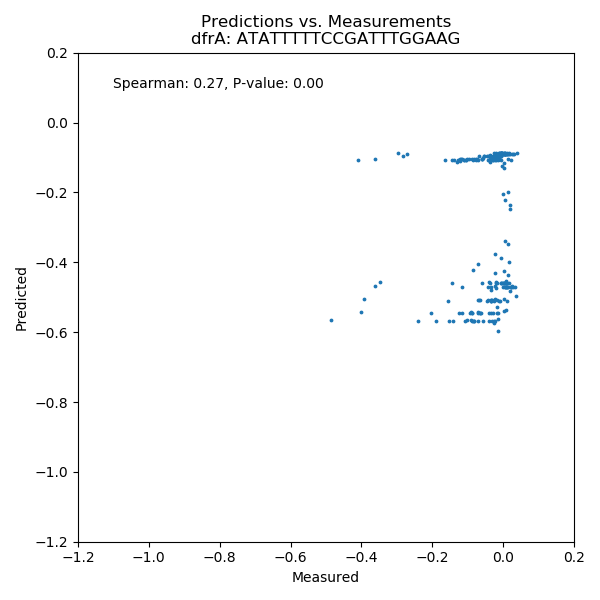 Predictions vs. Measurements
dfrA: ATATTTTTCCGATTTGGAAG
Spearman: 0.27, P-value: 0.00
0.2
0.0
−0.2
−0.4
−0.6
−0.8
−1.0
−1.2
Predicted
−1.2 −1.0 −0.8 −0.6 −0.4 −0.2 0.0 0.2
Measured